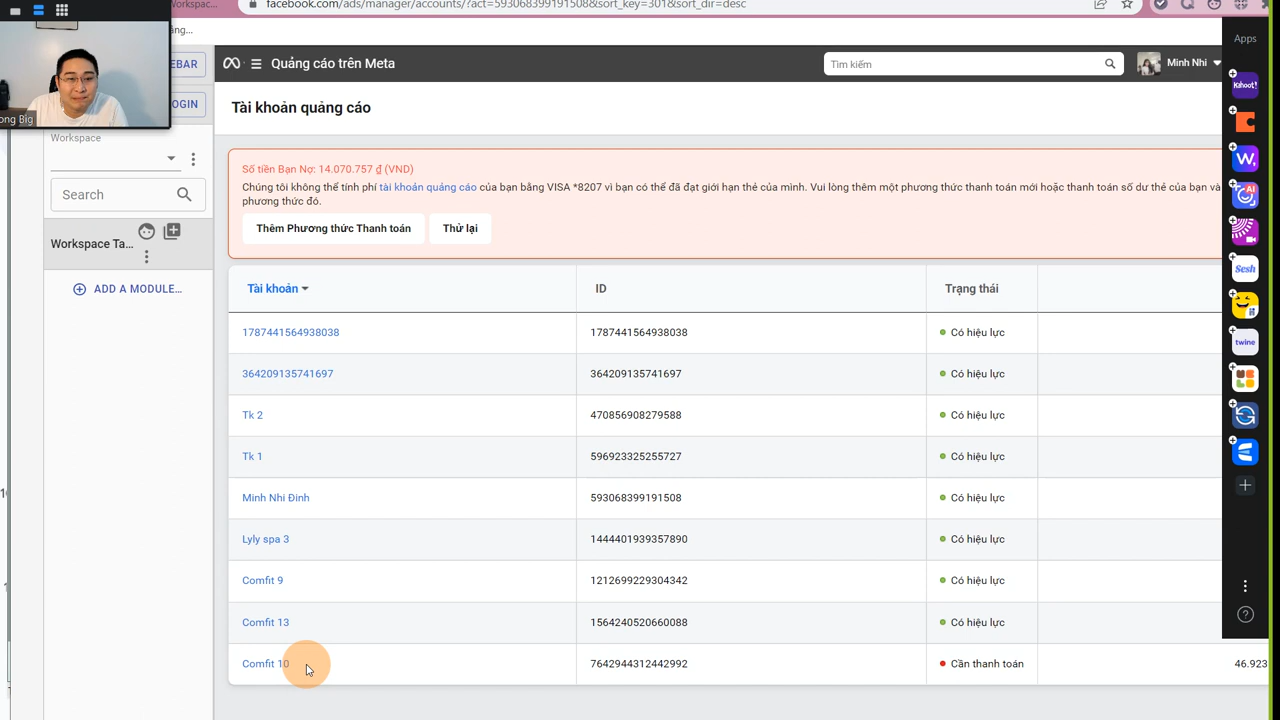 Workspac...
facebook.com/ads/manager/accounts/?act=593068399191508&sort_key=301&sort_dir=desc
ng...
EBAR
OGIN
ong Big
Quảng cáo trên Meta
Tìm kiếm
Minh Nhi
Apps
Kahoot!
Tài khoản quảng cáo
Workspace
Search
Workspace Ta...
ADD A MODULE...
Số tiền Bạn Nợ: 14.070.757 ₫ (VND)
Chúng tôi không thể tính phí tài khoản quảng cáo của bạn bằng VISA *8207 vì bạn có thể đã đạt giới hạn thẻ của mình. Vui lòng thêm một phương thức thanh toán mới hoặc thanh toán số dư thẻ của bạn và
phương thức đó.
Thêm Phương thức Thanh toán
Thử lại
Tài khoản ID Trạng thái
1787441564938038 1787441564938038 Có hiệu lực
364209135741697 364209135741697 Có hiệu lực
Tk 2 470856908279588 Có hiệu lực
Tk 1 596923325255727 Có hiệu lực
Minh Nhi Đinh 593068399191508 Có hiệu lực
Lyly spa 3 1444401939357890 Có hiệu lực
Comfit 9 1212699229304342 Có hiệu lực
Comfit 13 1564240520660088 Có hiệu lực
Comfit 10 7642944312442992 Cần thanh toán 46.923
W.
AI
Sesh
twine